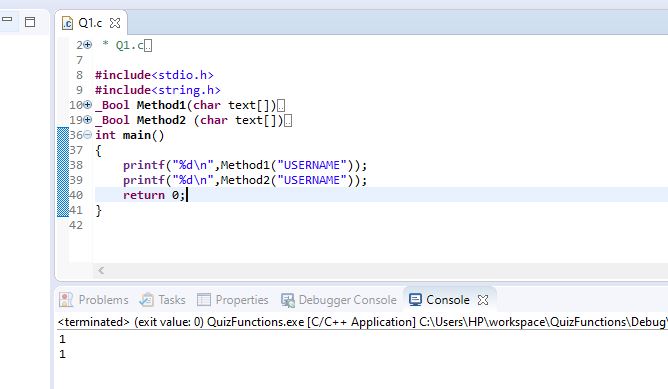 Q1.c
2 * Q1.c
7
8 #include<stdio.h>
9 #include<string.h>
10 _Bool Method1(char text[])
19 _Bool Method2 (char text[])
36 int main()
37 {
38 printf("%d\n",Method1("USERNAME"));
39 printf("%d\n",Method2("USERNAME"));
40 return 0;
41 }
42
Problems Tasks Properties Debugger Console Console
<terminated> (exit value: 0) QuizFunctions.exe [C/C++ Application] C:\Users\HP\workspace\QuizFunctions\Debug\
1
1